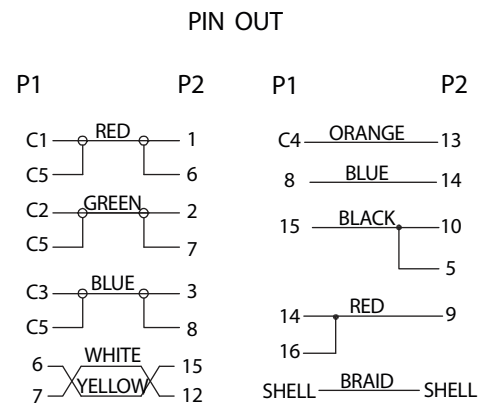 PIN OUT
P1 P2
C1 RED 1
C5 6
C2 GREEN 2
C5 7
C3 BLUE 3
C5 8
6 WHITE 15
7 YELLOW 12
P1 P2
C4 ORANGE 13
8 BLUE 14
15 BLACK 10
5
14 RED 9
16
SHELL BRAID SHELL